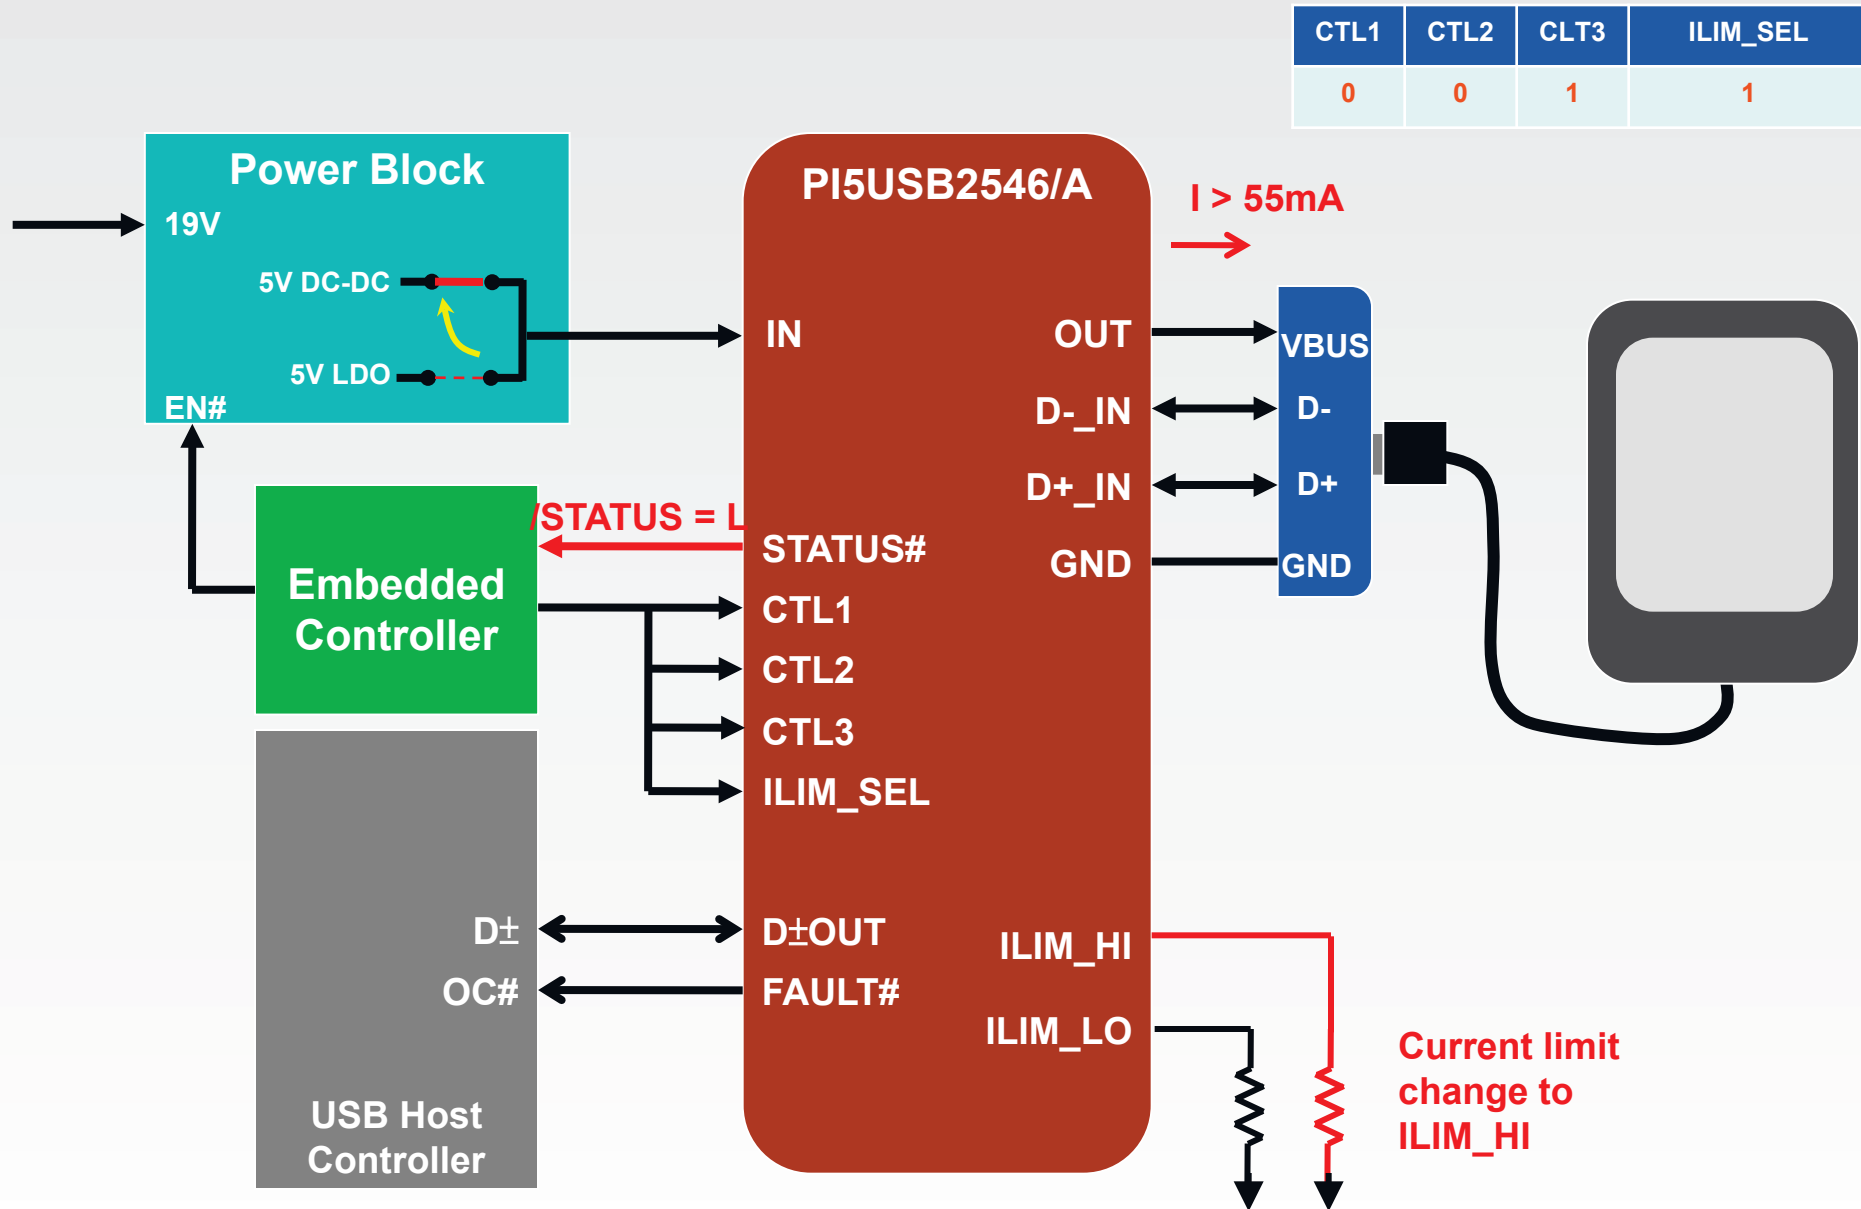 CTL1 CTL2 CLT3 ILIM_SEL
0 0 1 1
Power Block
19V
5V DC-DC
5V LDO
EN#
PI5USB2546/A
I > 55mA
IN
OUT
D-_IN
D+_IN
GND
VBUS
D-
D+
GND
/STATUS = L
STATUS#
CTL1
CTL2
CTL3
ILIM_SEL
Embedded
Controller
D±
OC#
D±OUT
FAULT#
ILIM_HI
ILIM_LO
USB Host
Controller
Current limit
change to
ILIM_HI